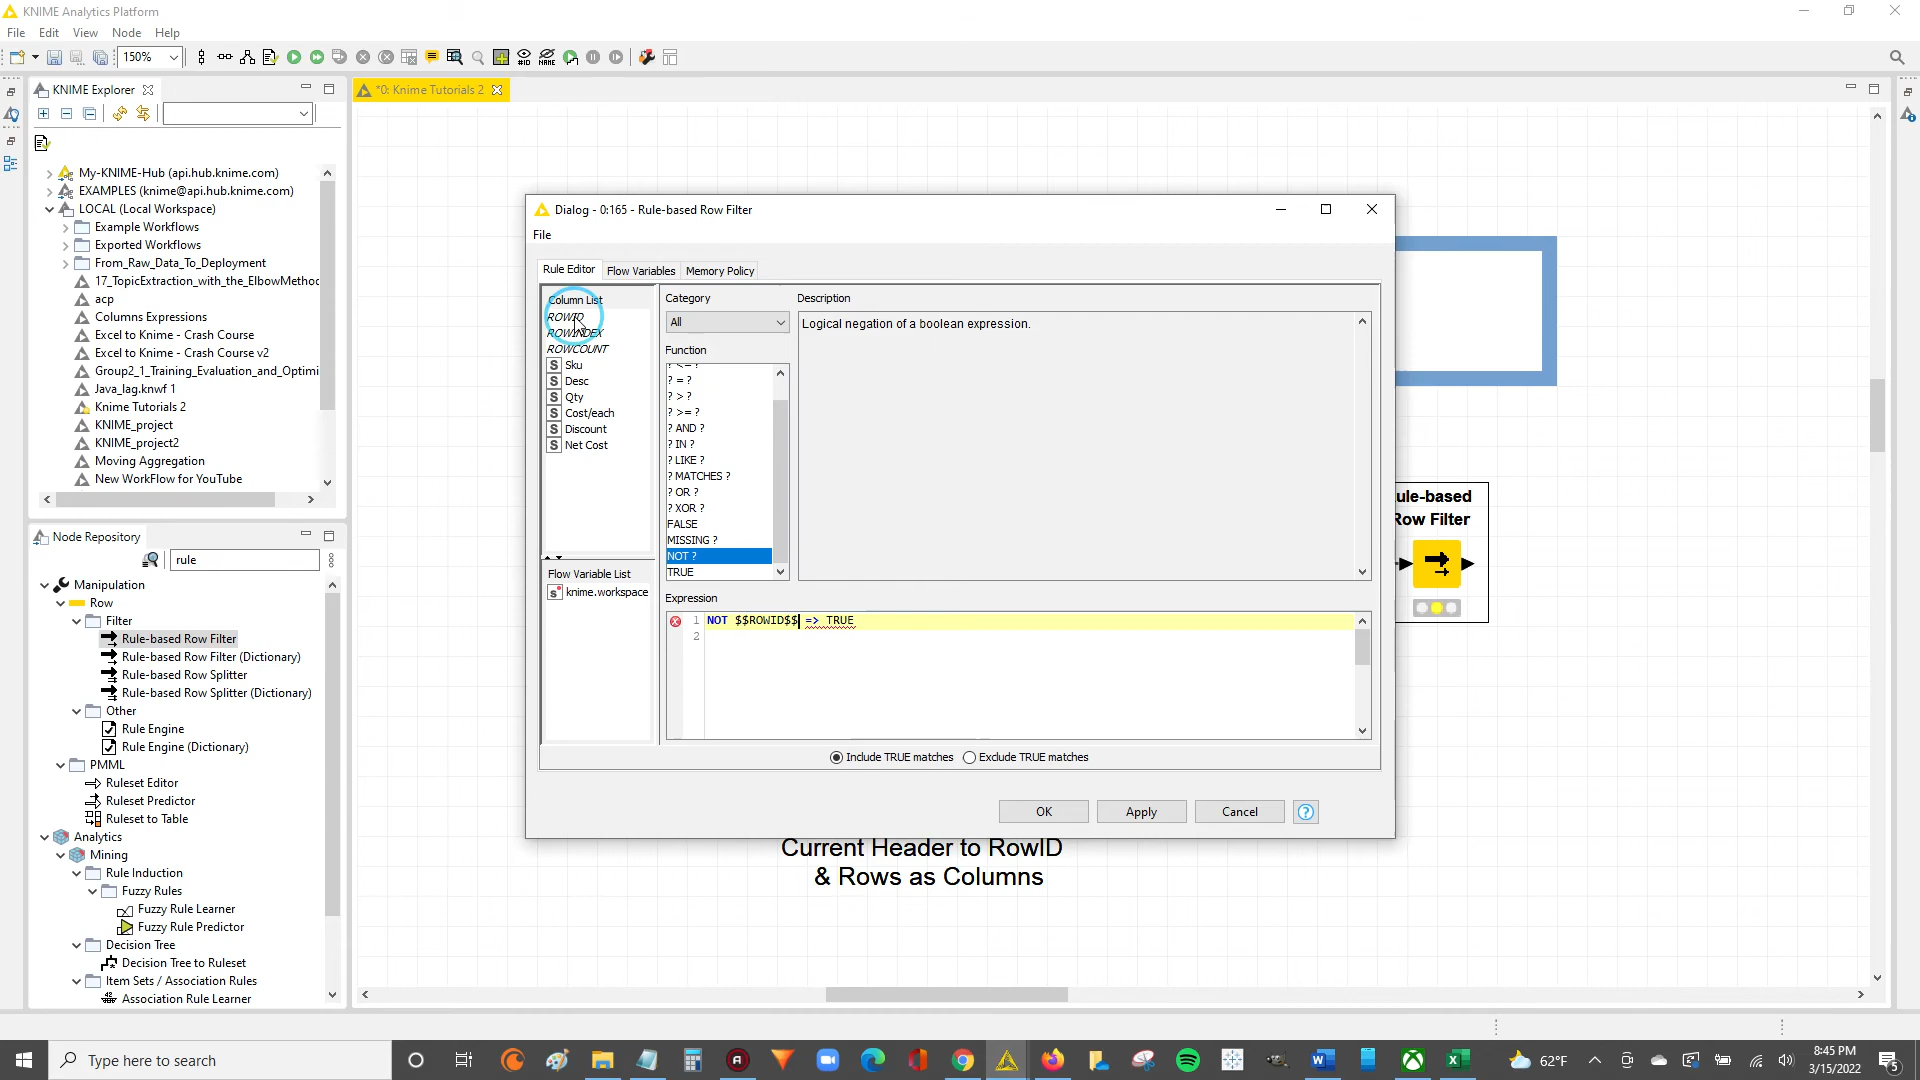 KNIME Analytics Platform
File Edit View Node Help
150%
KNIME Explorer
*0: Knime Tutorials 2
My-KNIME-Hub (api.hub.knime.com)
EXAMPLES (knime@api.hub.knime.com)
LOCAL (Local Workspace)
Example Workflows
Exported Workflows
From_Raw_Data_To_Deployment
17_TopicExtraction_with_the_ElbowMethod
acp
Columns Expressions
Excel to Knime - Crash Course
Excel to Knime - Crash Course v2
Group2_1_Training_Evaluation_and_Optimi
Java_lag.knwf 1
Knime Tutorials 2
KNIME_project
KNIME_project2
Moving Aggregation
New WorkFlow for YouTube
Node Repository
rule
Manipulation
Row
Filter
Rule-based Row Filter
Rule-based Row Filter (Dictionary)
Rule-based Row Splitter
Rule-based Row Splitter (Dictionary)
Other
Rule Engine
Rule Engine (Dictionary)
PMML
Ruleset Editor
Ruleset Predictor
Ruleset to Table
Analytics
Mining
Rule Induction
Fuzzy Rules
Fuzzy Rule Learner
Fuzzy Rule Predictor
Decision Tree
Decision Tree to Ruleset
Item Sets / Association Rules
Association Rule Learner
Dialog - 0:165 - Rule-based Row Filter
File
Rule Editor Flow Variables Memory Policy
Column List
ROWID
ROWINDEX
ROWCOUNT
S Sku
S Desc
S Qty
S Cost/each
S Discount
S Net Cost
Flow Variable List
s knime.workspace
Category
All
Function
? <= ?
? = ?
? > ?
? >= ?
? AND ?
? IN ?
? LIKE ?
? MATCHES ?
? OR ?
? XOR ?
FALSE
MISSING ?
NOT ?
TRUE
Description
Logical negation of a boolean expression.
Expression
1 NOT $$ROWID$$ => TRUE
2
Include TRUE matches Exclude TRUE matches
OK Apply Cancel
ule-based
Row Filter
Current Header to RowID
& Rows as Columns
Type here to search
62°F
8:45 PM
3/15/2022
5